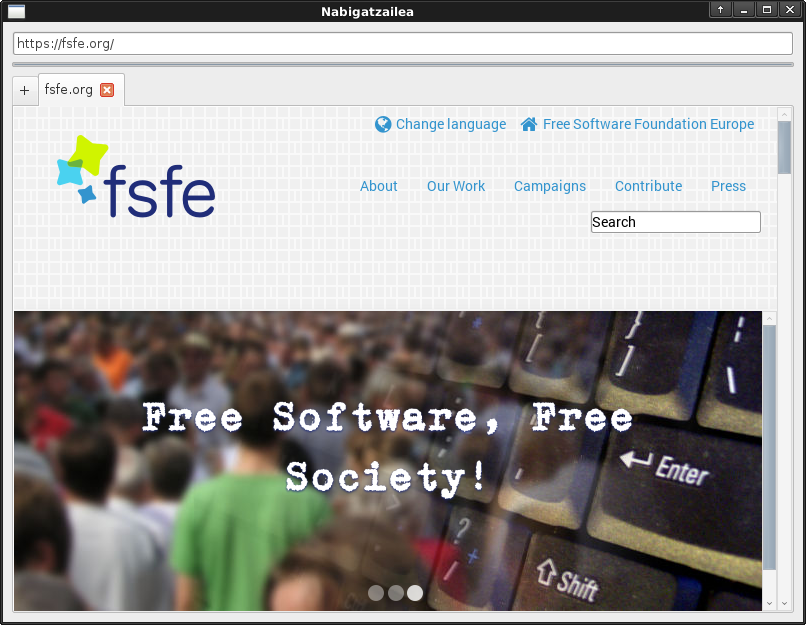 Nabigatzailea
https://fsfe.org/
+ fsfe.org
Change language Free Software Foundation Europe
fsfe
About Our Work Campaigns Contribute Press
Search
Free Software, Free
Society!
Enter
Shift